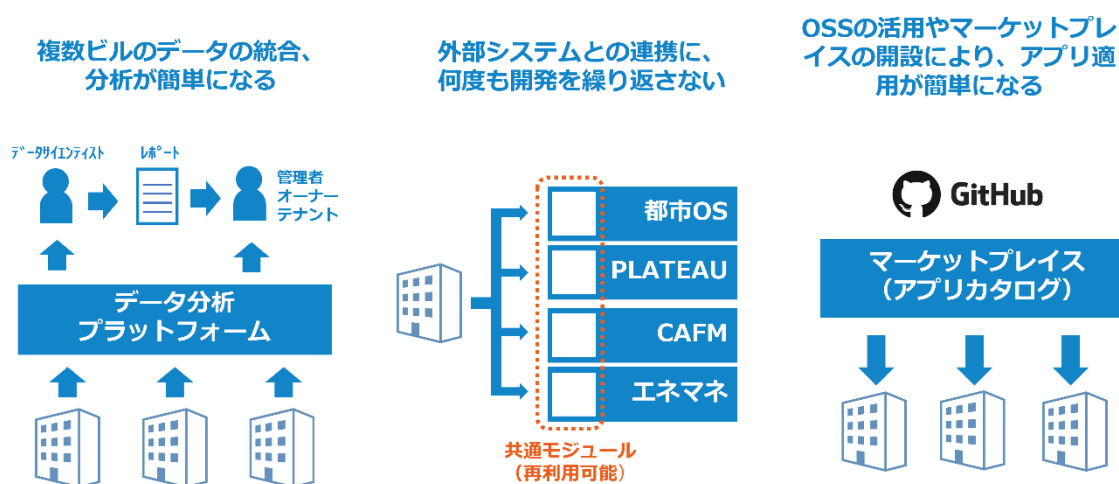 複数ビルのデータの統合、
分析が簡単になる
ﾃﾞｰﾀｻｲｴﾝﾃｨｽﾄ
ﾚﾎﾟｰﾄ
管理者
オーナー
テナント
データ分析
プラットフォーム
外部システムとの連携に、
何度も開発を繰り返さない
都市OS
PLATEAU
CAFM
エネマネ
共通モジュール
（再利用可能）
OSSの活用やマーケットプレ
イスの開設により、アプリ適
用が簡単になる
GitHub
マーケットプレイス
（アプリカタログ）